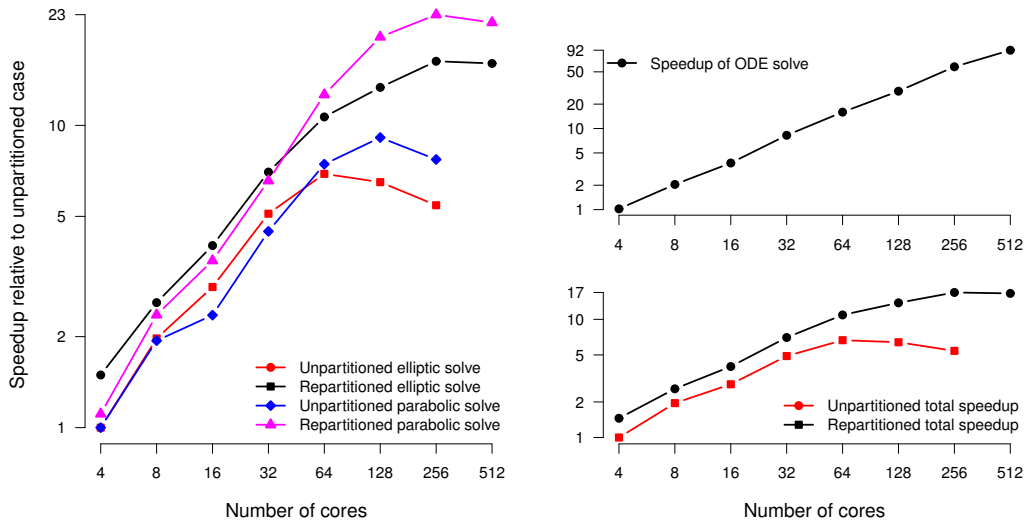 Speedup relative to unpartitioned case
23
10
5
2
1
4 8 16 32 64 128 256 512
Number of cores
Unpartitioned elliptic solve
Repartitioned elliptic solve
Unpartitioned parabolic solve
Repartitioned parabolic solve
92
50
20
10
5
2
1
Speedup of ODE solve
4 8 16 32 64 128 256 512
17
10
5
2
1
Unpartitioned total speedup
Repartitioned total speedup
4 8 16 32 64 128 256 512
Number of cores